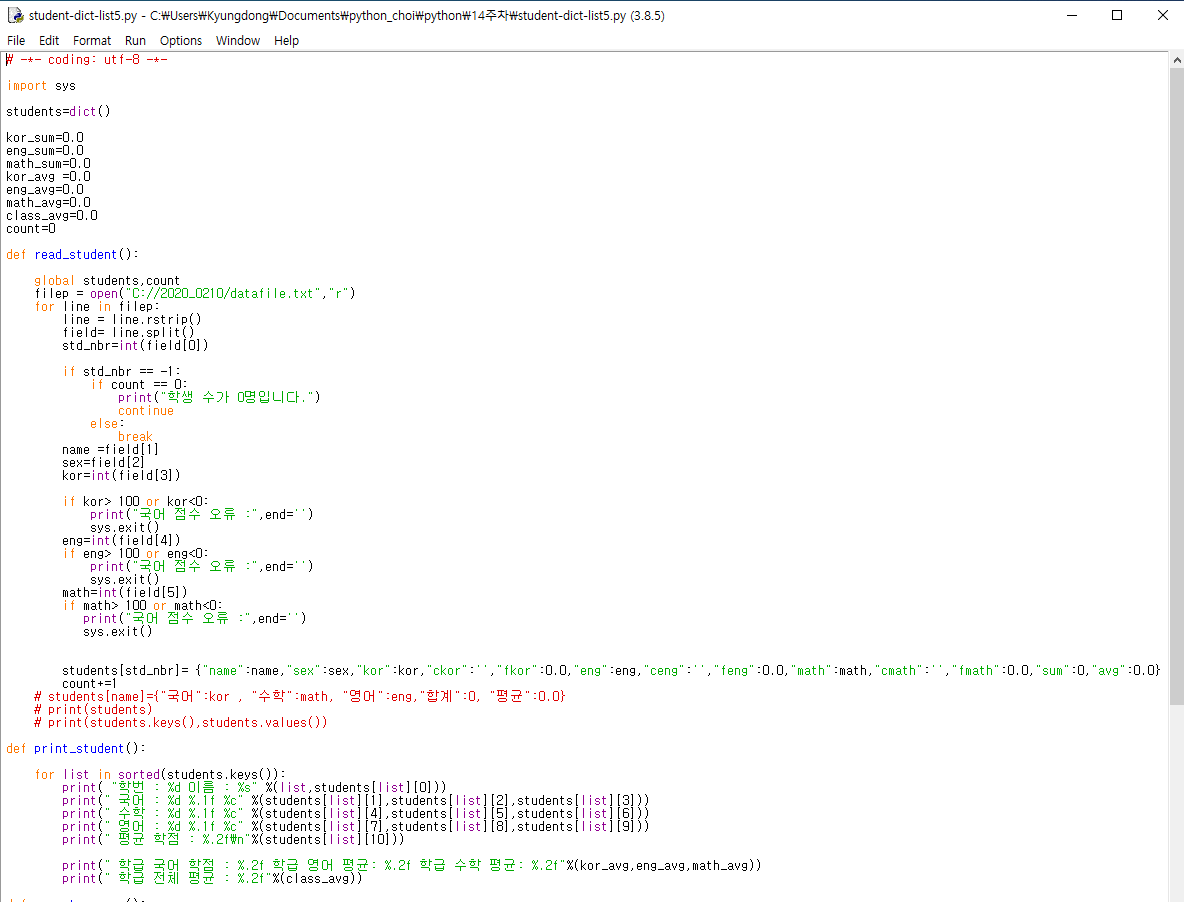 student-dict-list5.py - C:₩Users₩Kyungdong₩Documents₩python_choi₩python₩14주차₩student-dict-list5.py (3.8.5)
File Edit Format Run Options Window Help
# -*- coding: utf-8 -*-
import sys
students=dict()
kor_sum=0.0
eng_sum=0.0
math_sum=0.0
kor_avg =0.0
eng_avg=0.0
math_avg=0.0
class_avg=0.0
count=0
def read_student():
    global students,count
    filep = open("C://2020_0210/datafile.txt","r")
    for line in filep:
        line = line.rstrip()
        field= line.split()
        std_nbr=int(field[0])
        if std_nbr == -1:
            if count == 0:
                print("학생 수가 0명입니다.")
                continue
            else:
                break
        name =field[1]
        sex=field[2]
        kor=int(field[3])
        if kor> 100 or kor<0:
            print("국어 점수 오류 :",end='')
            sys.exit()
        eng=int(field[4])
        if eng> 100 or eng<0:
            print("국어 점수 오류 :",end='')
            sys.exit()
        math=int(field[5])
        if math> 100 or math<0:
           print("국어 점수 오류 :",end='')
           sys.exit()
        students[std_nbr]= {"name":name,"sex":sex,"kor":kor,"ckor":'',"fkor":0.0,"eng":eng,"ceng":'',"feng":0.0,"math":math,"cmath":'',"fmath":0.0,"sum":0,"avg":0.0}
        count+=1
    # students[name]={"국어":kor , "수학":math, "영어":eng,"합계":0, "평균":0.0}
    # print(students)
    # print(students.keys(),students.values())
def print_student():
    for list in sorted(students.keys()):
        print( "학번 : %d 이름 : %s" %(list,students[list][0]))
        print(" 국어 : %d %.1f %c" %(students[list][1],students[list][2],students[list][3]))
        print(" 수학 : %d %.1f %c" %(students[list][4],students[list][5],students[list][6]))
        print(" 영어 : %d %.1f %c" %(students[list][7],students[list][8],students[list][9]))
        print(" 평균 학점 : %.2f₩n"%(students[list][10]))
        print(" 학급 국어 학점 : %.2f 학급 영어 평균: %.2f 학급 수학 평균: %.2f"%(kor_avg,eng_avg,math_avg))
        print(" 학급 전체 평균 : %.2f"%(class_avg))